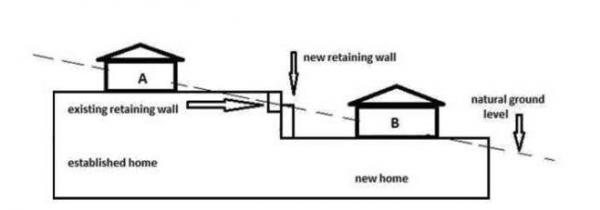 new retaining wall
A
natural ground
level
existing retaining wall
B
established home
new home